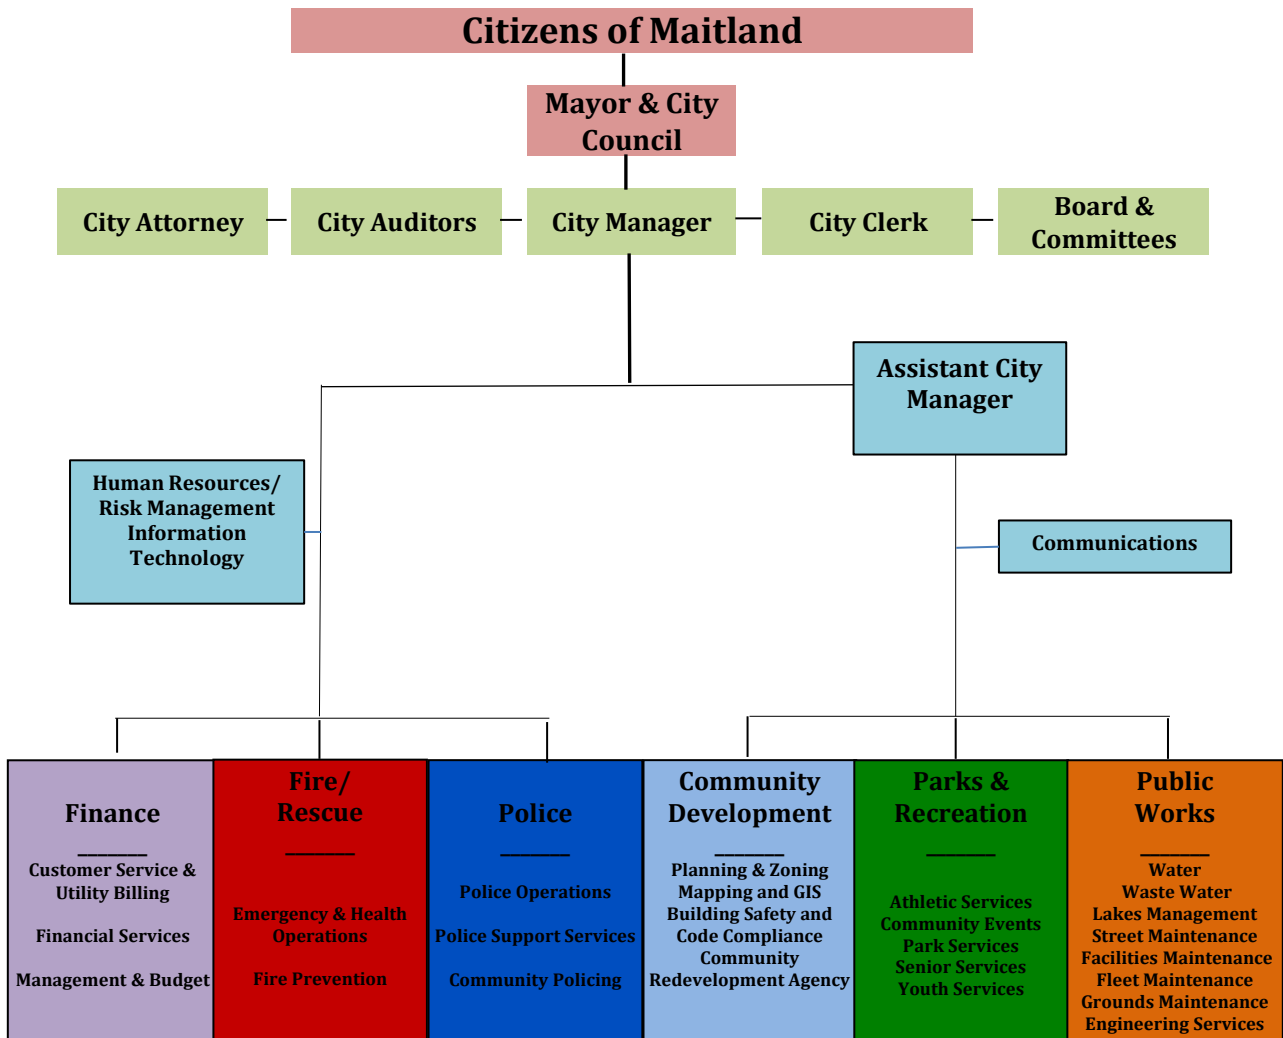 Citizens of Maitland
Mayor & City
Council
City Attorney
City Auditors
City Manager
City Clerk
Board &
Committees
Assistant City
Manager
Human Resources/
Risk Management
Information
Technology
Communications
Finance
Customer Service &
Utility Billing
Financial Services
Management & Budget
Fire/
Rescue
Emergency & Health
Operations
Fire Prevention
Police
Police Operations
Police Support Services
Community Policing
Community
Development
Planning & Zoning
Mapping and GIS
Building Safety and
Code Compliance
Community
Redevelopment Agency
Parks &
Recreation
Athletic Services
Community Events
Park Services
Senior Services
Youth Services
Public
Works
Water
Waste Water
Lakes Management
Street Maintenance
Facilities Maintenance
Fleet Maintenance
Grounds Maintenance
Engineering Services